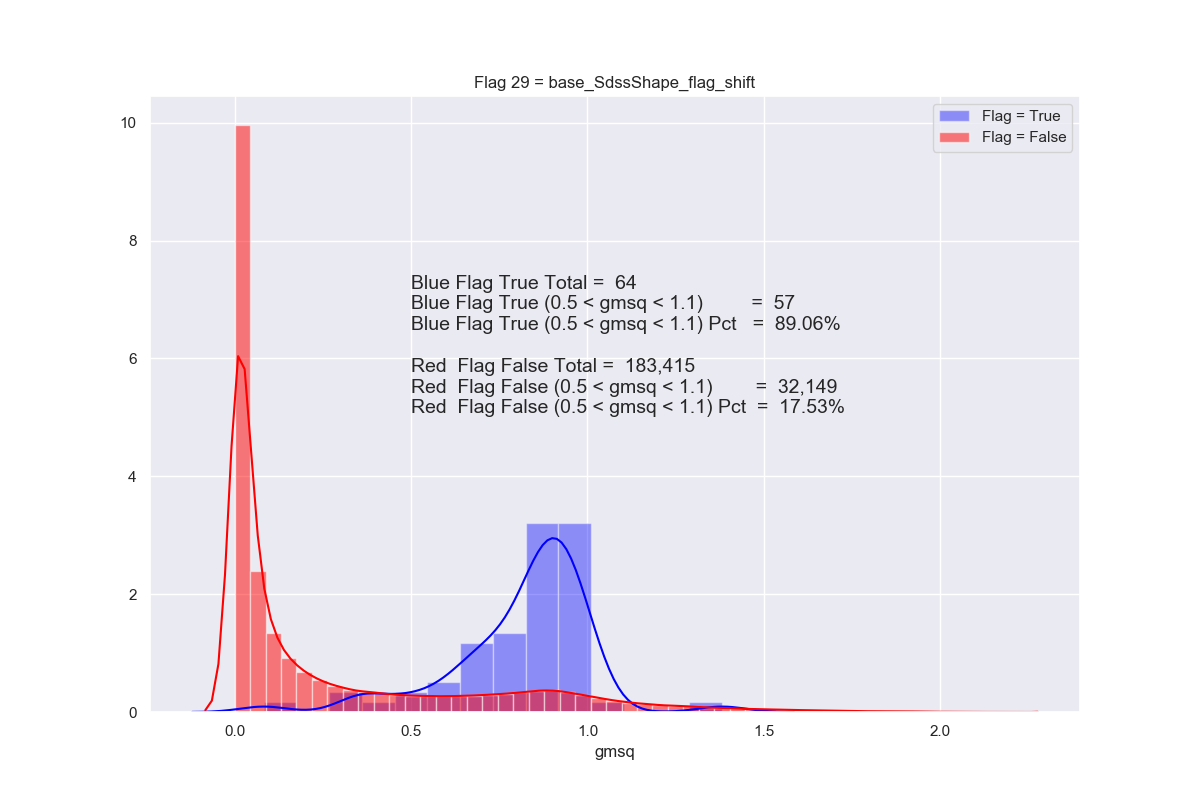 Flag 29 = base_SdssShape_flag_shift
Flag = True
Flag = False
10
8
6
4
2
0
Blue Flag True Total =  64
Blue Flag True (0.5 < gmsq < 1.1)         =  57
Blue Flag True (0.5 < gmsq < 1.1) Pct   =  89.06%
Red  Flag False Total =  183,415
Red  Flag False (0.5 < gmsq < 1.1)        =  32,149
Red  Flag False (0.5 < gmsq < 1.1) Pct  =  17.53%
0.0 0.5 1.0 1.5 2.0
gmsq